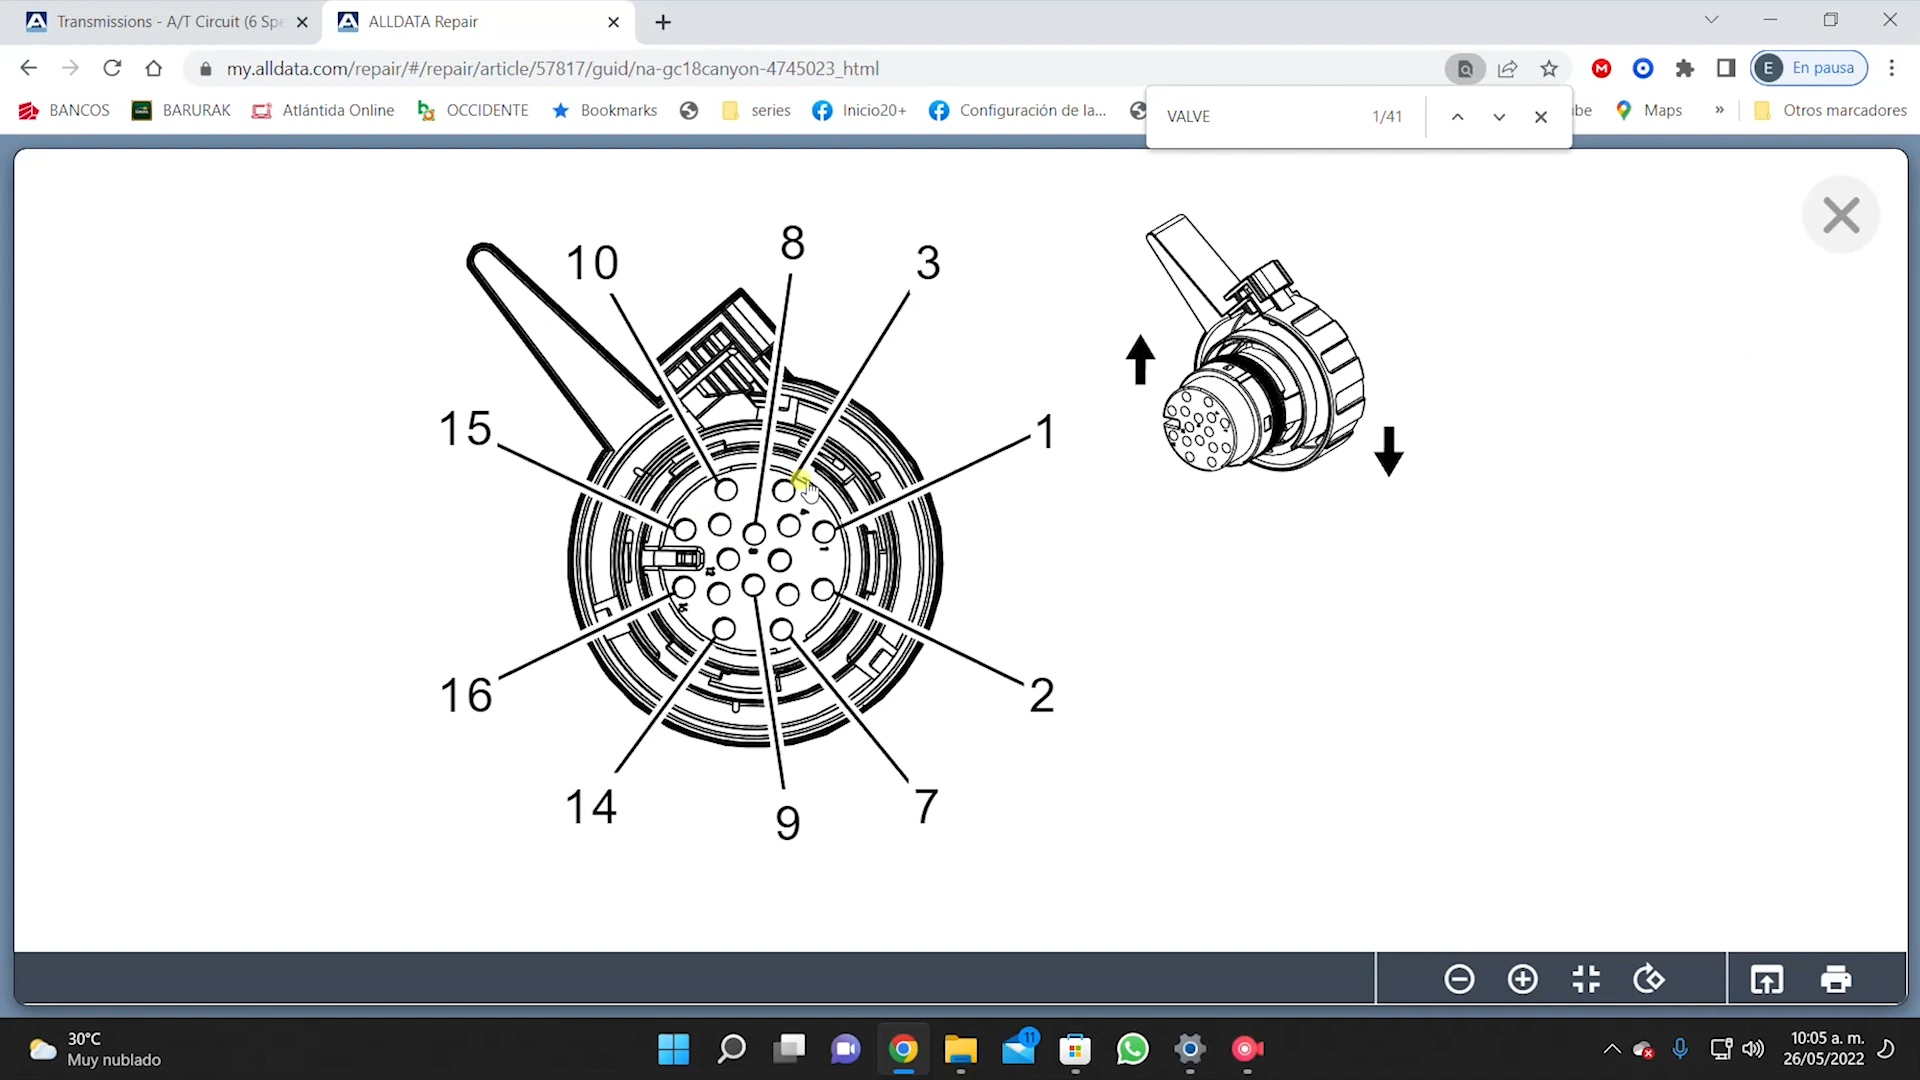 Transmissions - A/T Circuit (6 Spe
ALLDATA Repair
my.alldata.com/repair/#/repair/article/57817/guid/na-gc18canyon-4745023_html
E En pausa
BANCOS BARURAK Atlántida Online OCCIDENTE Bookmarks series Inicio20+ Configuración de la... be Maps » Otros marcadores
VALVE 1/41
8
10 3
15 1
16 2
14 7
9
30°C
Muy nublado
11
10:05 a. m.
26/05/2022